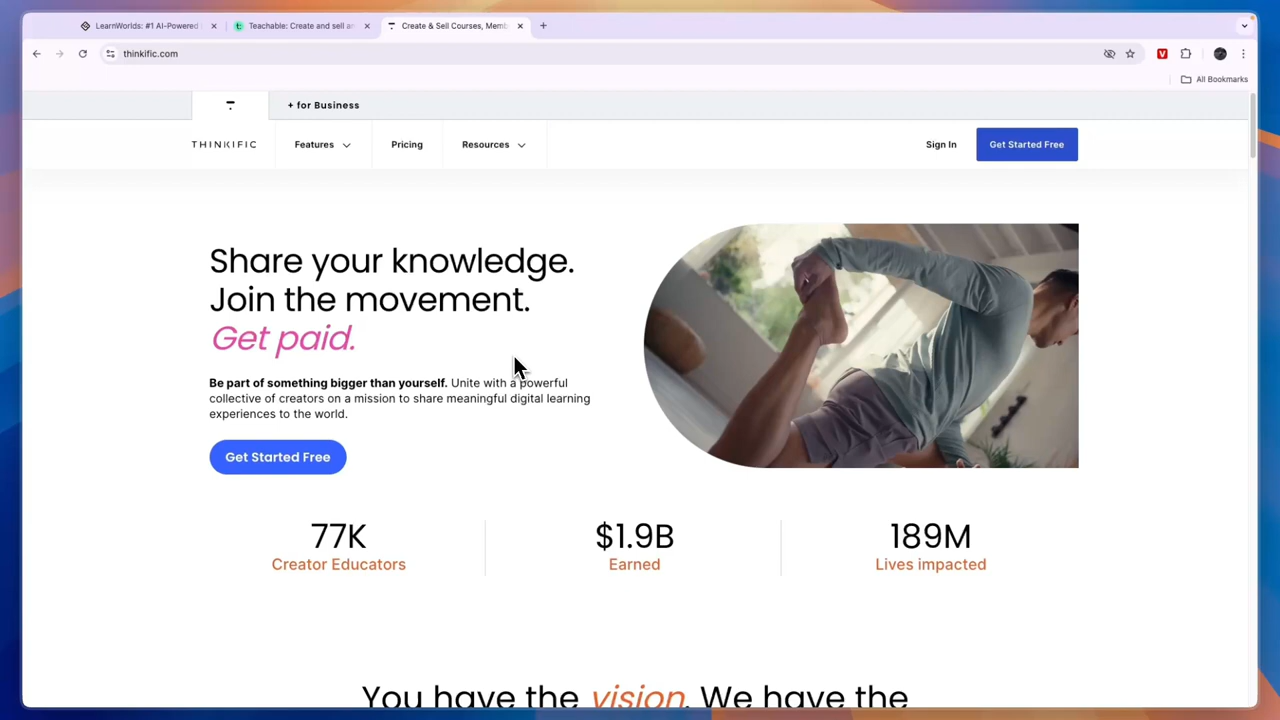 LearnWorlds: #1 AI-Powered
Teachable: Create and sell a
Create & Sell Courses, Memb
thinkific.com
All Bookmarks
+ for Business
THINKIFIC
Features
Pricing
Resources
Sign In
Get Started Free
Share your knowledge.
Join the movement.
Get paid.
Be part of something bigger than yourself. Unite with a powerful
collective of creators on a mission to share meaningful digital learning
experiences to the world.
Get Started Free
77K
Creator Educators
$1.9B
Earned
189M
Lives impacted
You have the vision. We have the